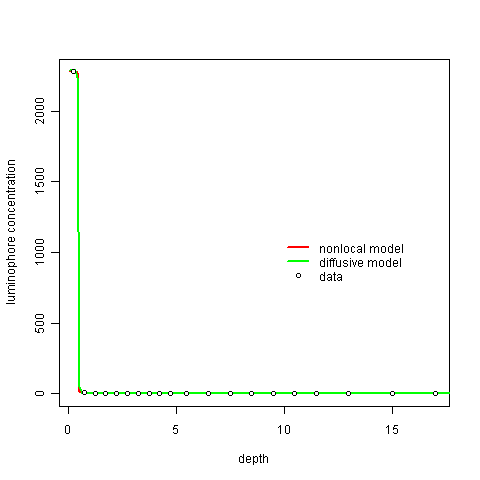 2000
1500
1000
500
0
luminophore concentration
nonlocal model
diffusive model
data
0 5 10 15
depth